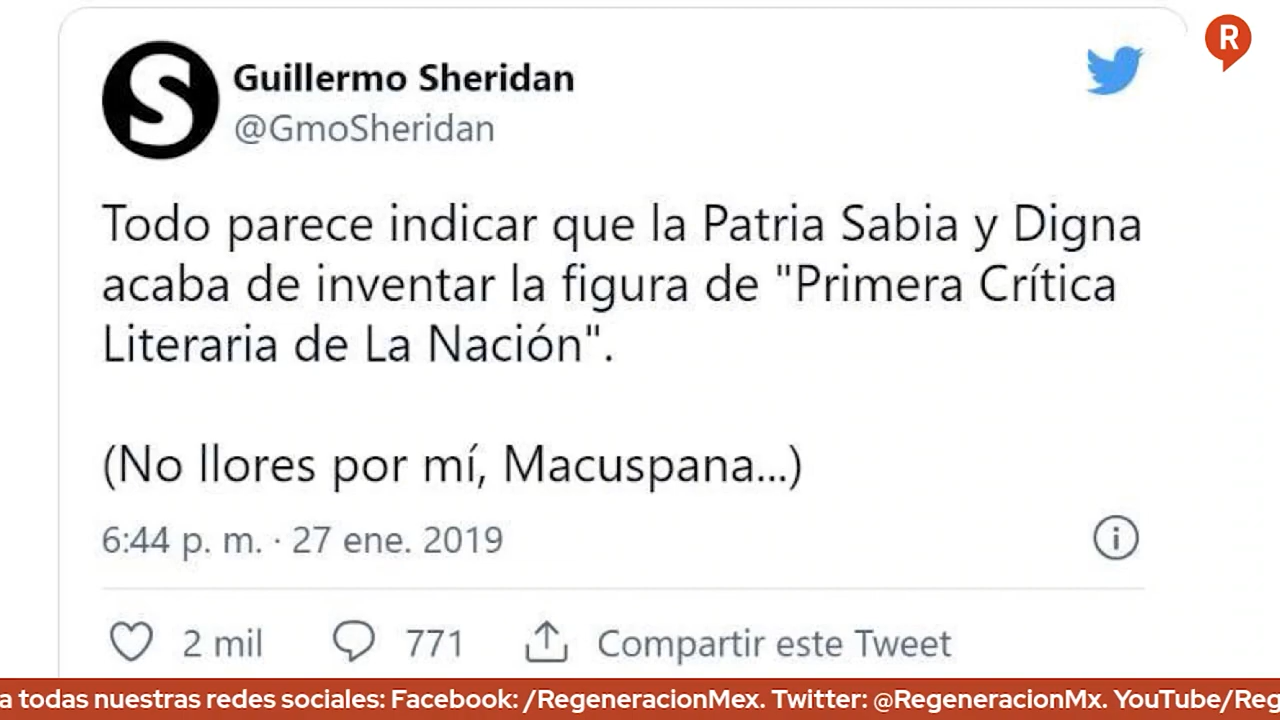 S
Guillermo Sheridan
R
@GmoSheridan
Todo parece indicar que la Patria Sabia y Digna
acaba de inventar la figura de "Primera Crítica
Literaria de La Nación".
(No llores por mí, Macuspana...)
6:44 p. m. · 27 ene. 2019
2 mil 771 Compartir este Tweet
a todas nuestras redes sociales: Facebook: /RegeneracionMex. Twitter: @RegeneracionMx. YouTube/Reg